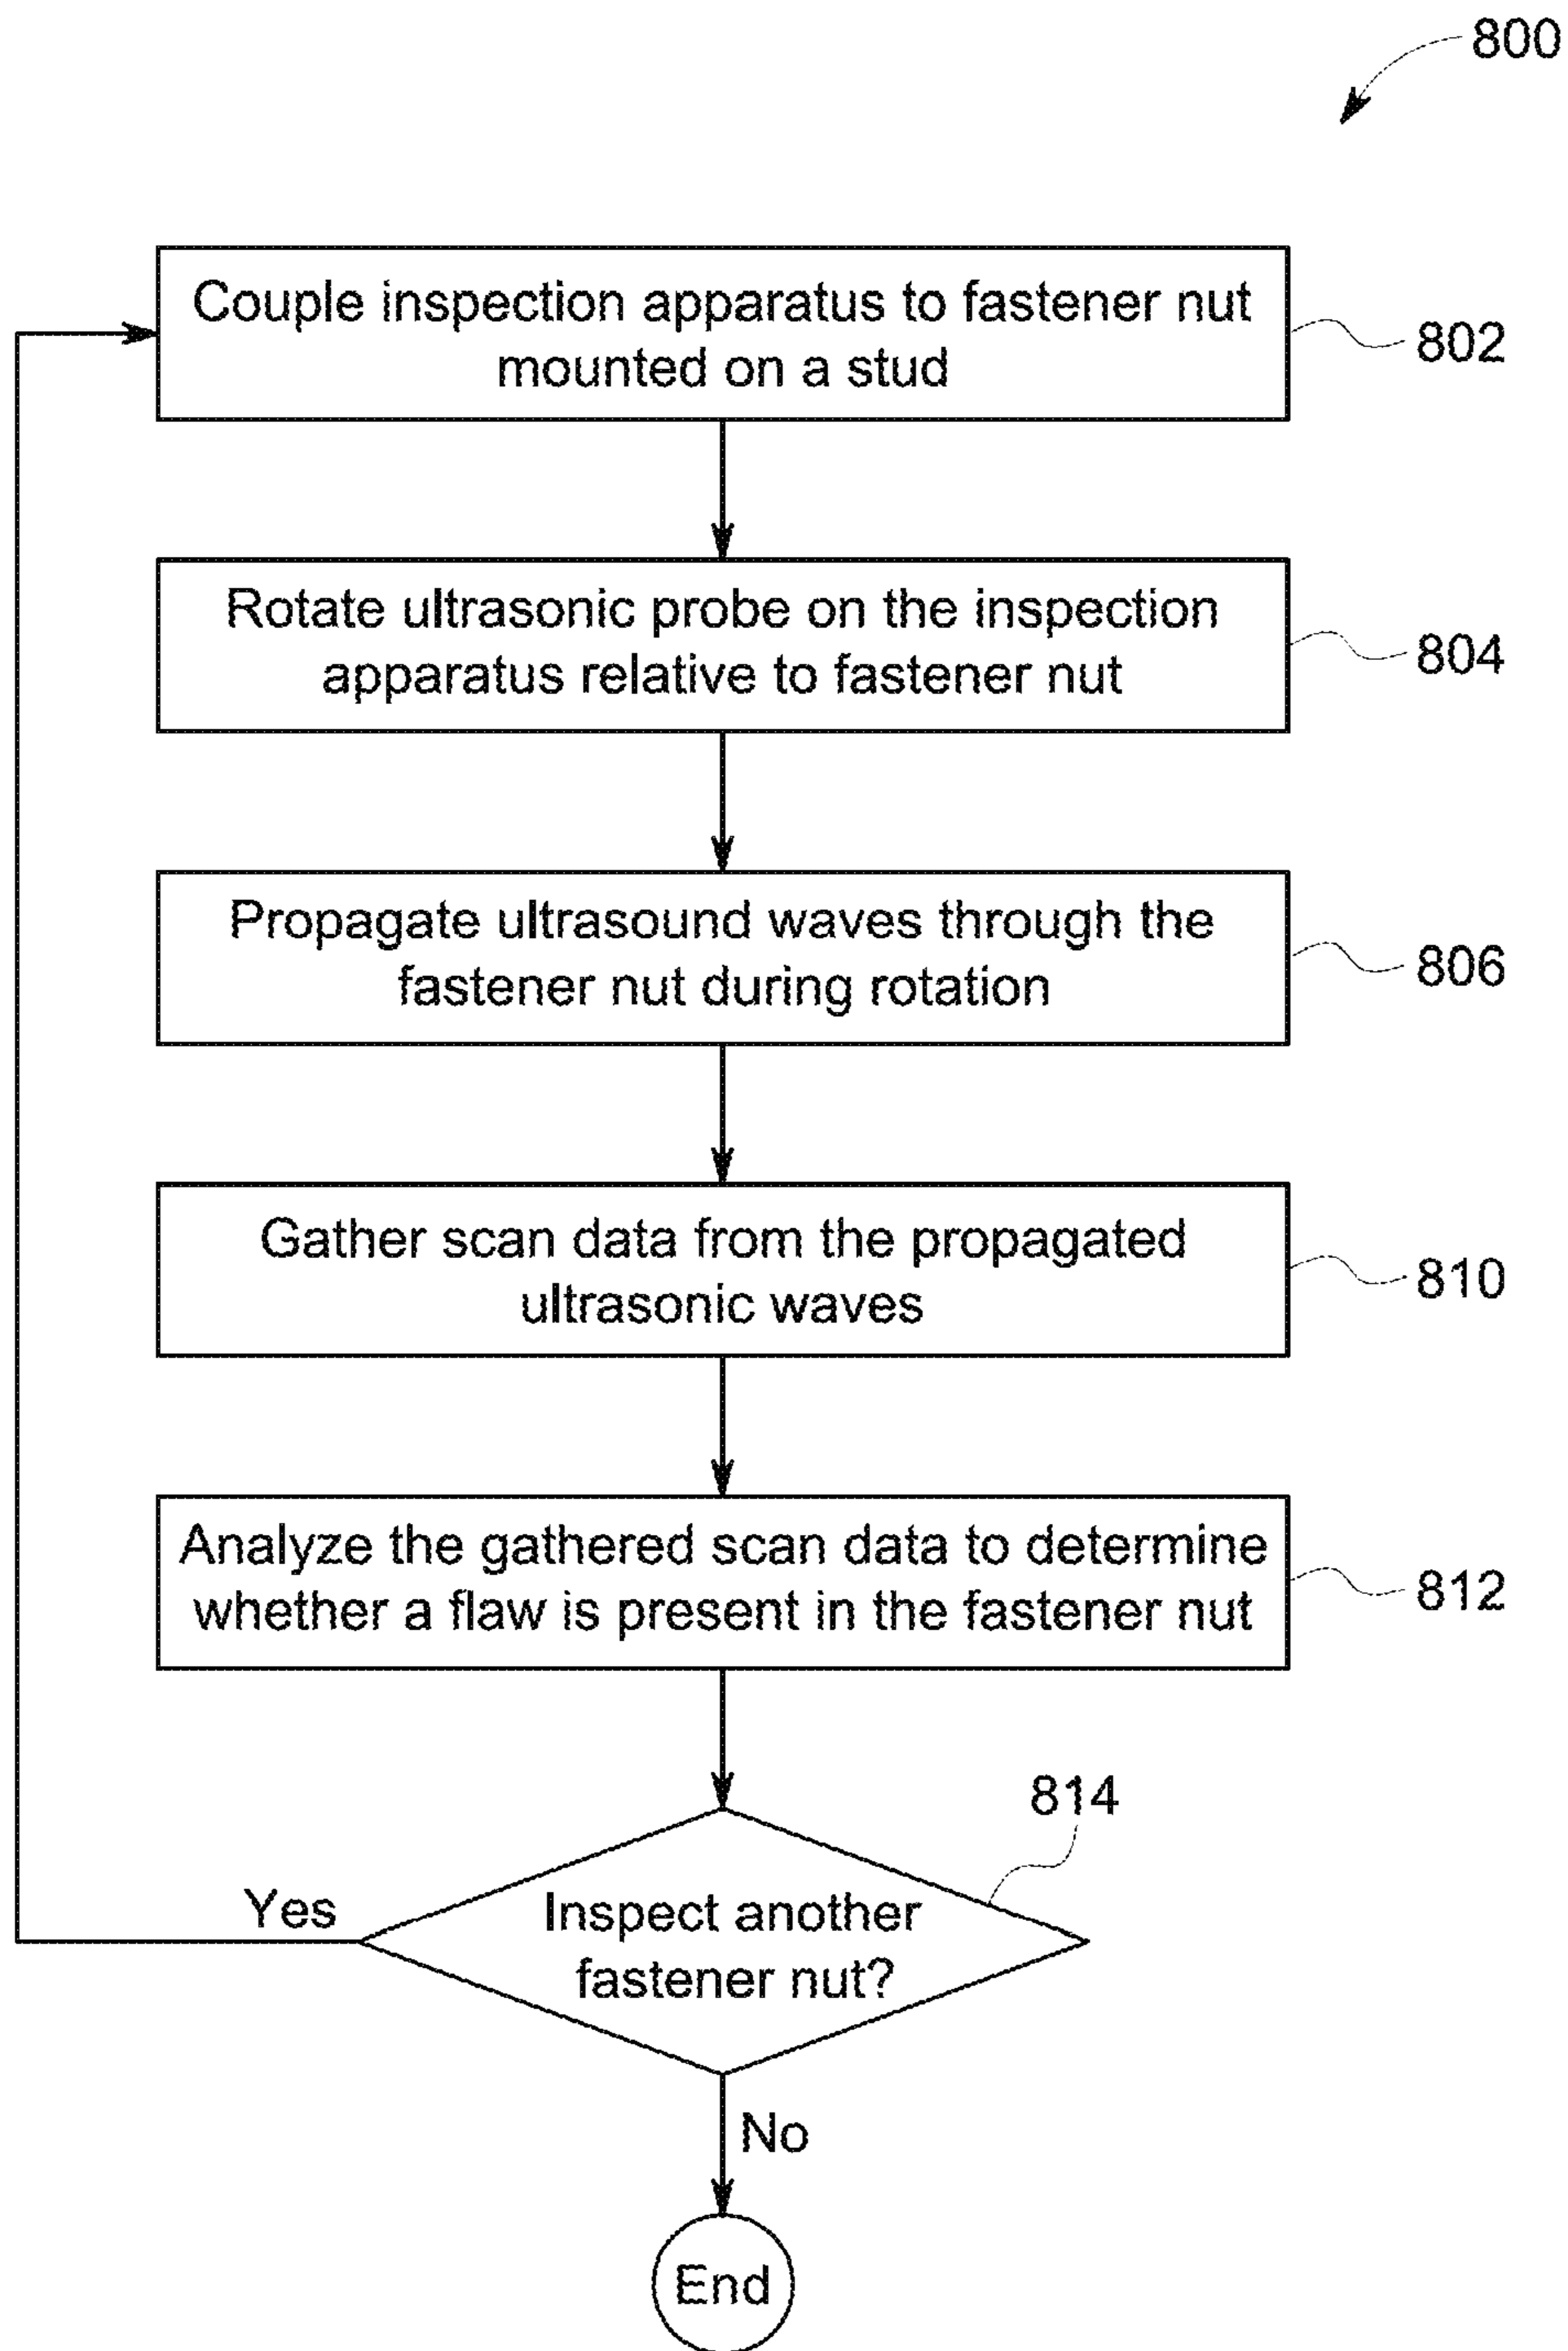 800
Couple inspection apparatus to fastener nut
mounted on a stud
802
Rotate ultrasonic probe on the inspection
apparatus relative to fastener nut
804
Propagate ultrasound waves through the
fastener nut during rotation
806
Gather scan data from the propagated
ultrasonic waves
810
Analyze the gathered scan data to determine
whether a flaw is present in the fastener nut
812
814
Yes
Inspect another
fastener nut?
No
End